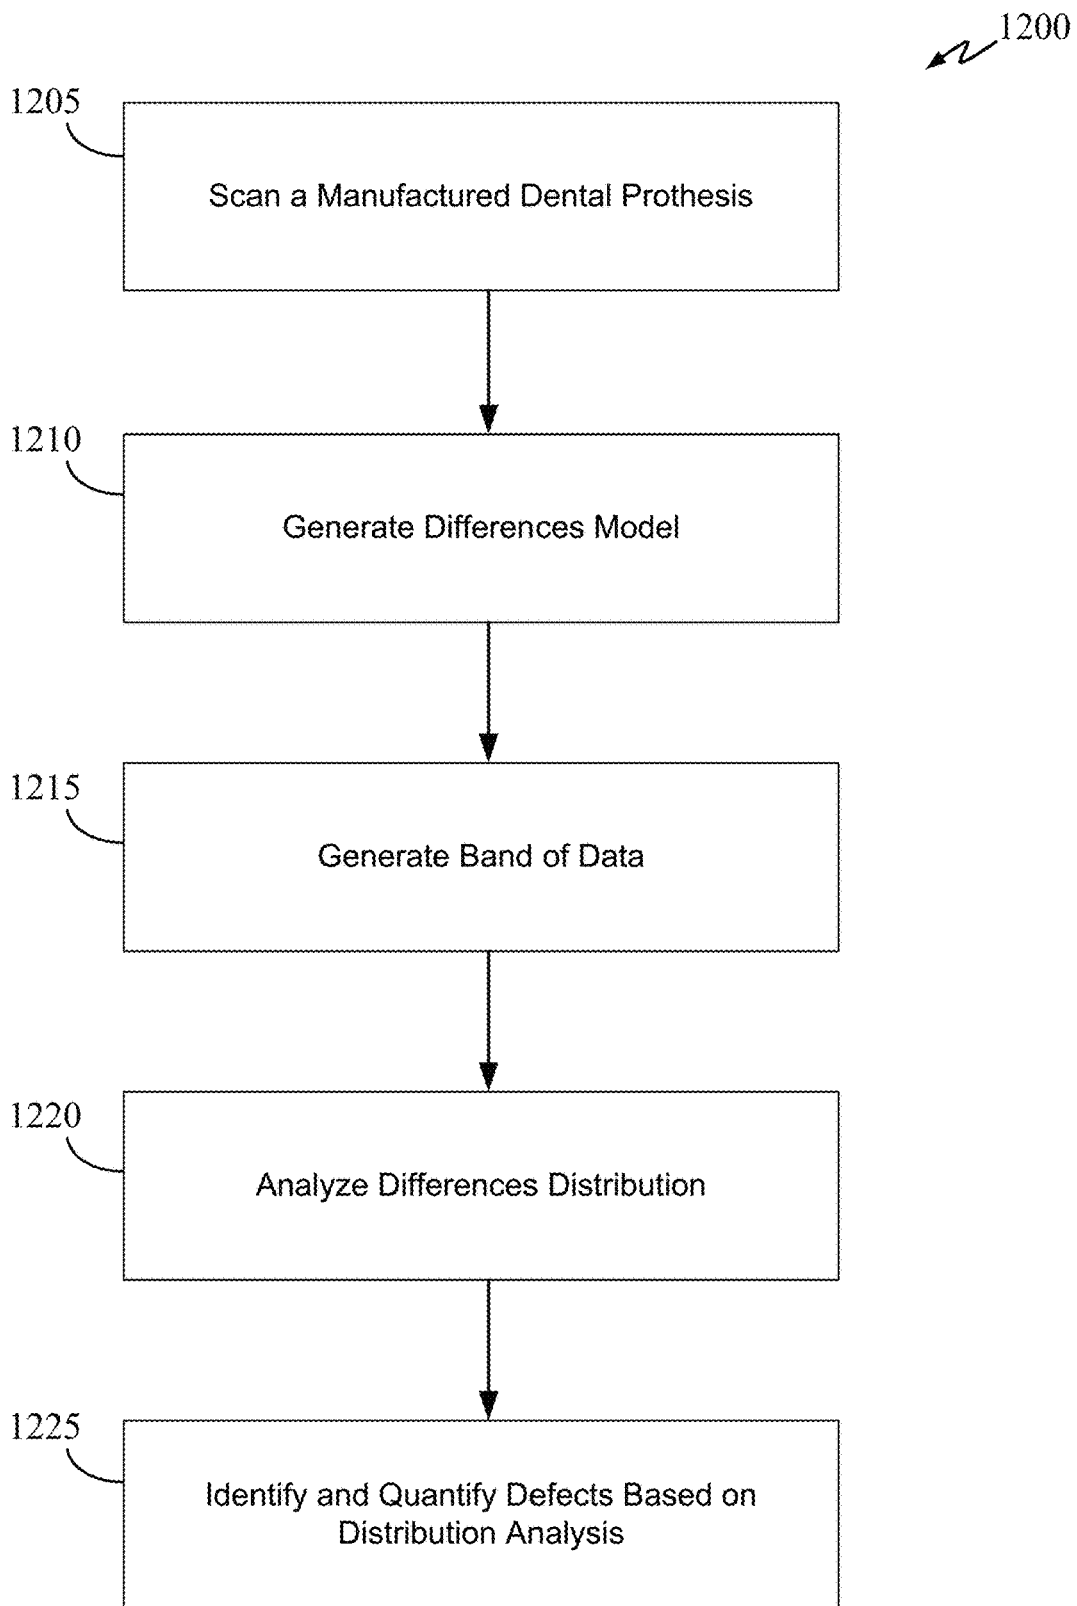 1200
1205
Scan a Manufactured Dental Prothesis
1210
Generate Differences Model
1215
Generate Band of Data
1220
Analyze Differences Distribution
1225
Identify and Quantify Defects Based on
Distribution Analysis